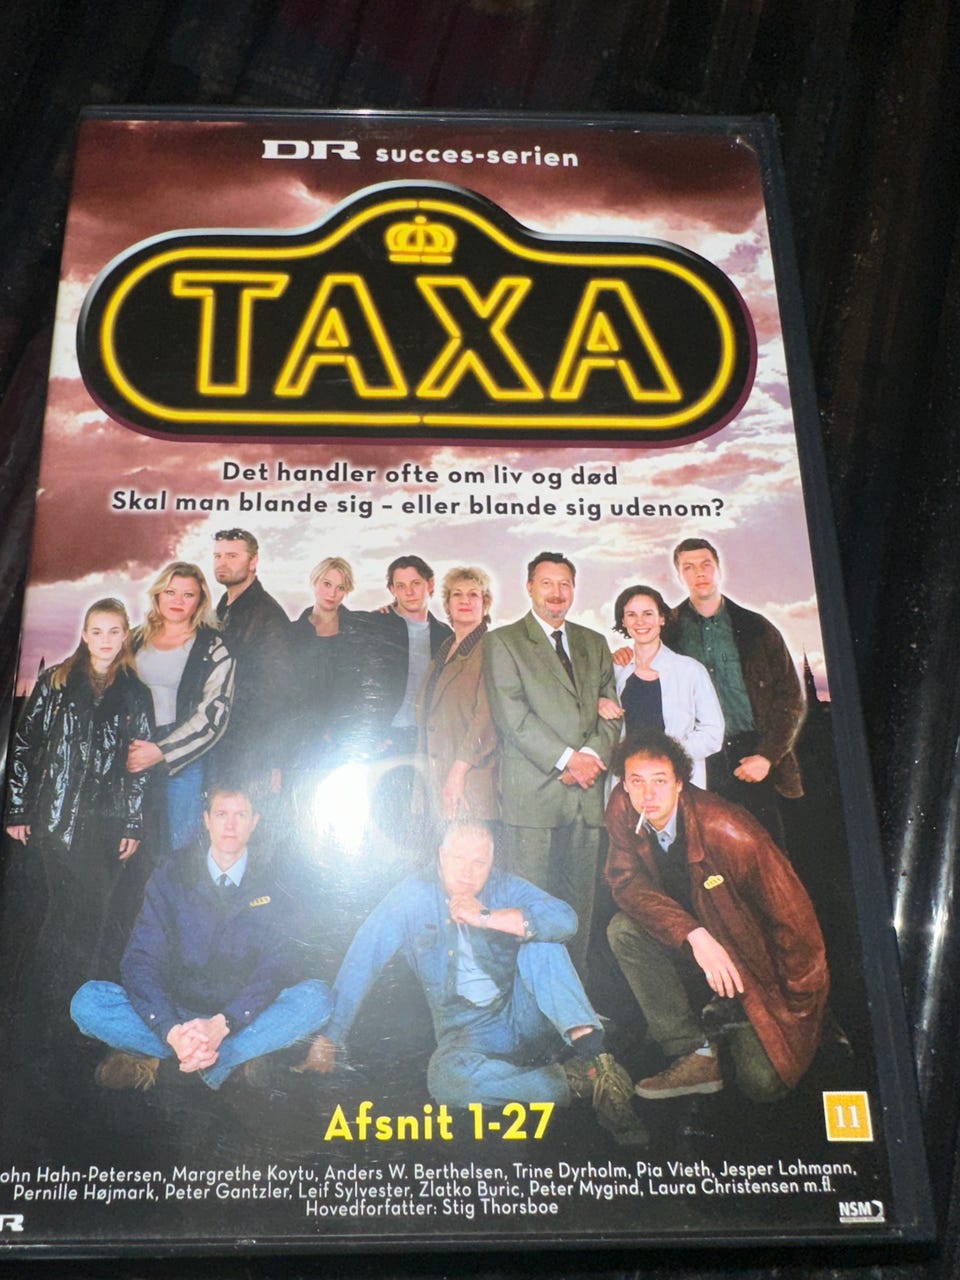 DR succes-serien
TAXA
Det handler ofte om liv og død
Skal man blande sig – eller blande sig udenom?
TAXA
TAXA
Afsnit 1-27
11
ohn Hahn-Petersen, Margrethe Koytu, Anders W. Berthelsen, Trine Dyrholm, Pia Vieth, Jesper Lohmann,
Pernille Højmark, Peter Gantzler, Leif Sylvester, Zlatko Buric, Peter Mygind, Laura Christensen m.fl.
Hovedforfatter: Stig Thorsboe
R
NSM